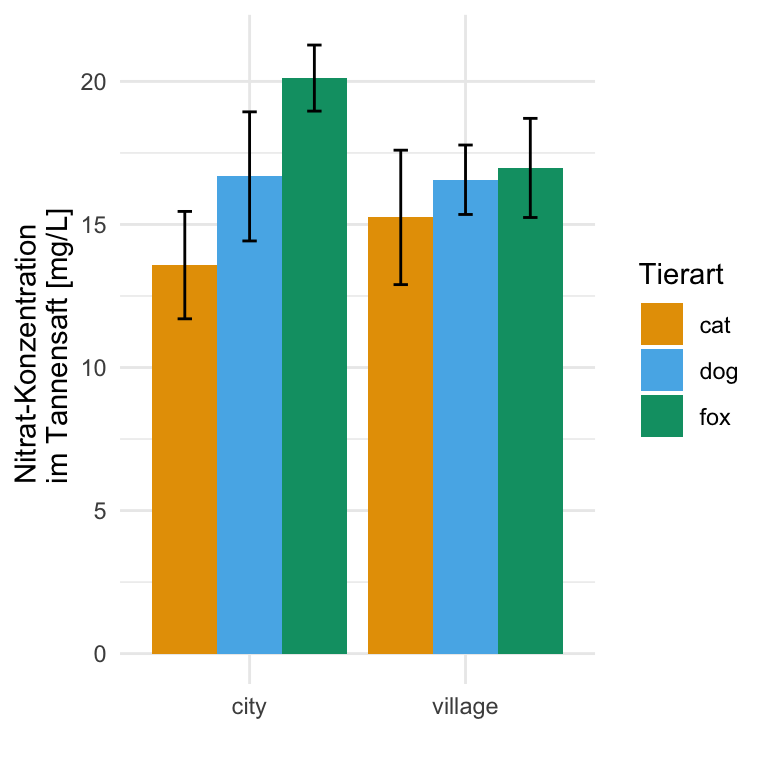 Nitrat-Konzentration
im Tannensaft [mg/L]
20
15
10
5
0
city
village
Tierart
cat
dog
fox